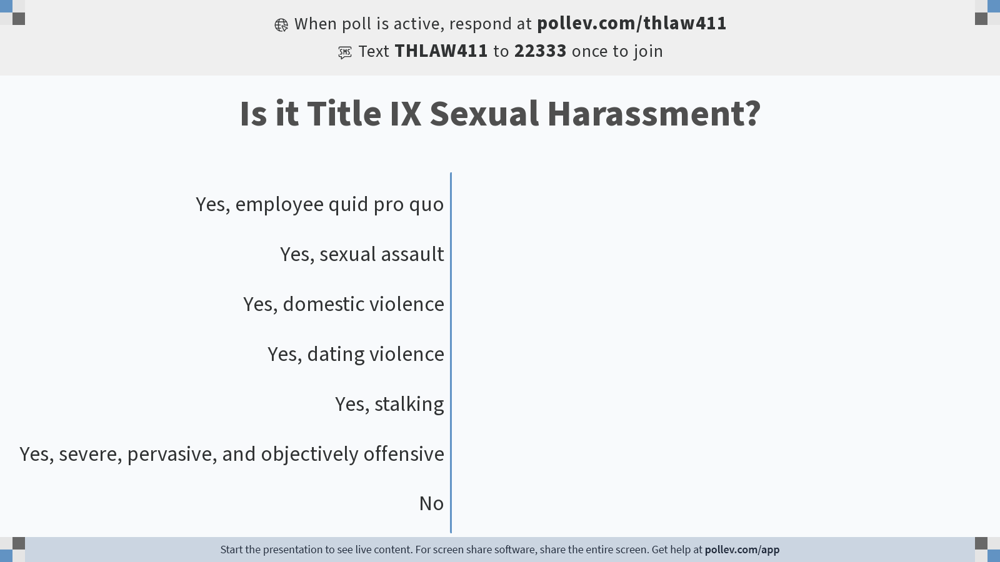 When poll is active, respond at pollev.com/thlaw411
SMS Text THLAW411 to 22333 once to join
Is it Title IX Sexual Harassment?
Yes, employee quid pro quo
Yes, sexual assault
Yes, domestic violence
Yes, dating violence
Yes, stalking
Yes, severe, pervasive, and objectively offensive
No
Start the presentation to see live content. For screen share software, share the entire screen. Get help at pollev.com/app